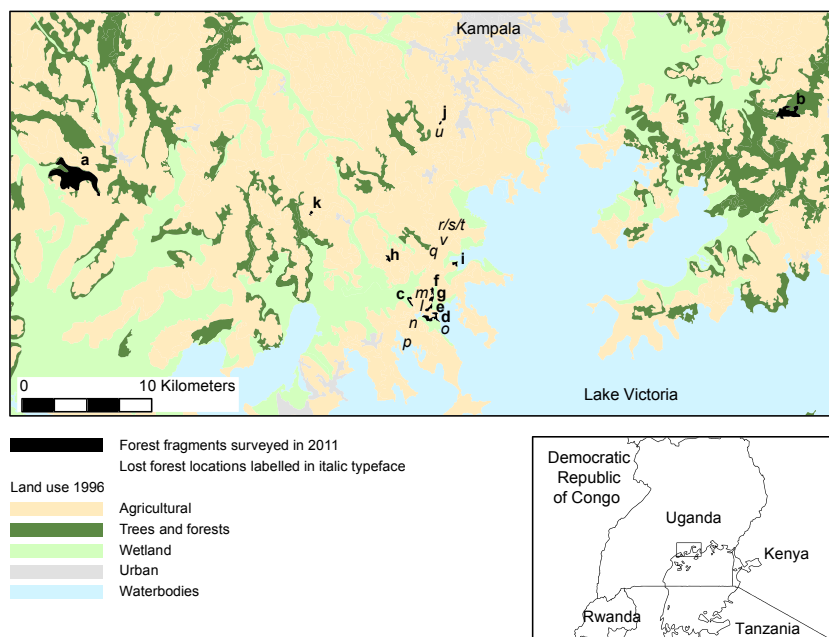 Kampala
b
j
u
a
k
r/s/t
v
q
h
i
f
m
g
c
l
e
d
n
o
p
0
10 Kilometers
Lake Victoria
Forest fragments surveyed in 2011
Lost forest locations labelled in italic typeface
Land use 1996
Agricultural
Trees and forests
Wetland
Urban
Waterbodies
Democratic
Republic
of Congo
Uganda
Kenya
Rwanda
Tanzania